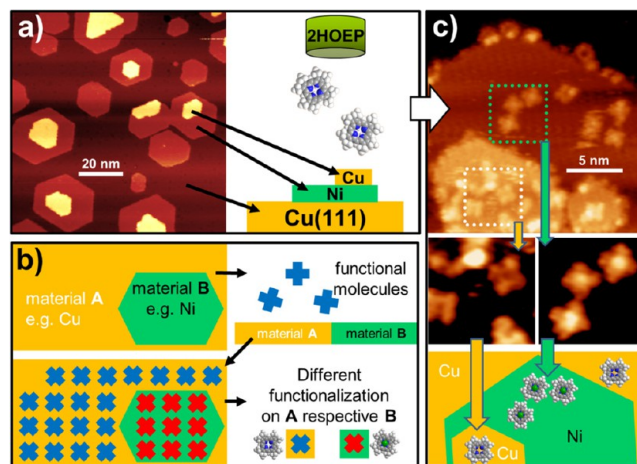 a)
2HOEP
20 nm
Cu
Ni
Cu(111)
b)
material A
e.g. Cu
material B
e.g. Ni
functional
molecules
material A
material B
Different
functionalization
on A respective B
c)
5 nm
Cu
Ni
Cu